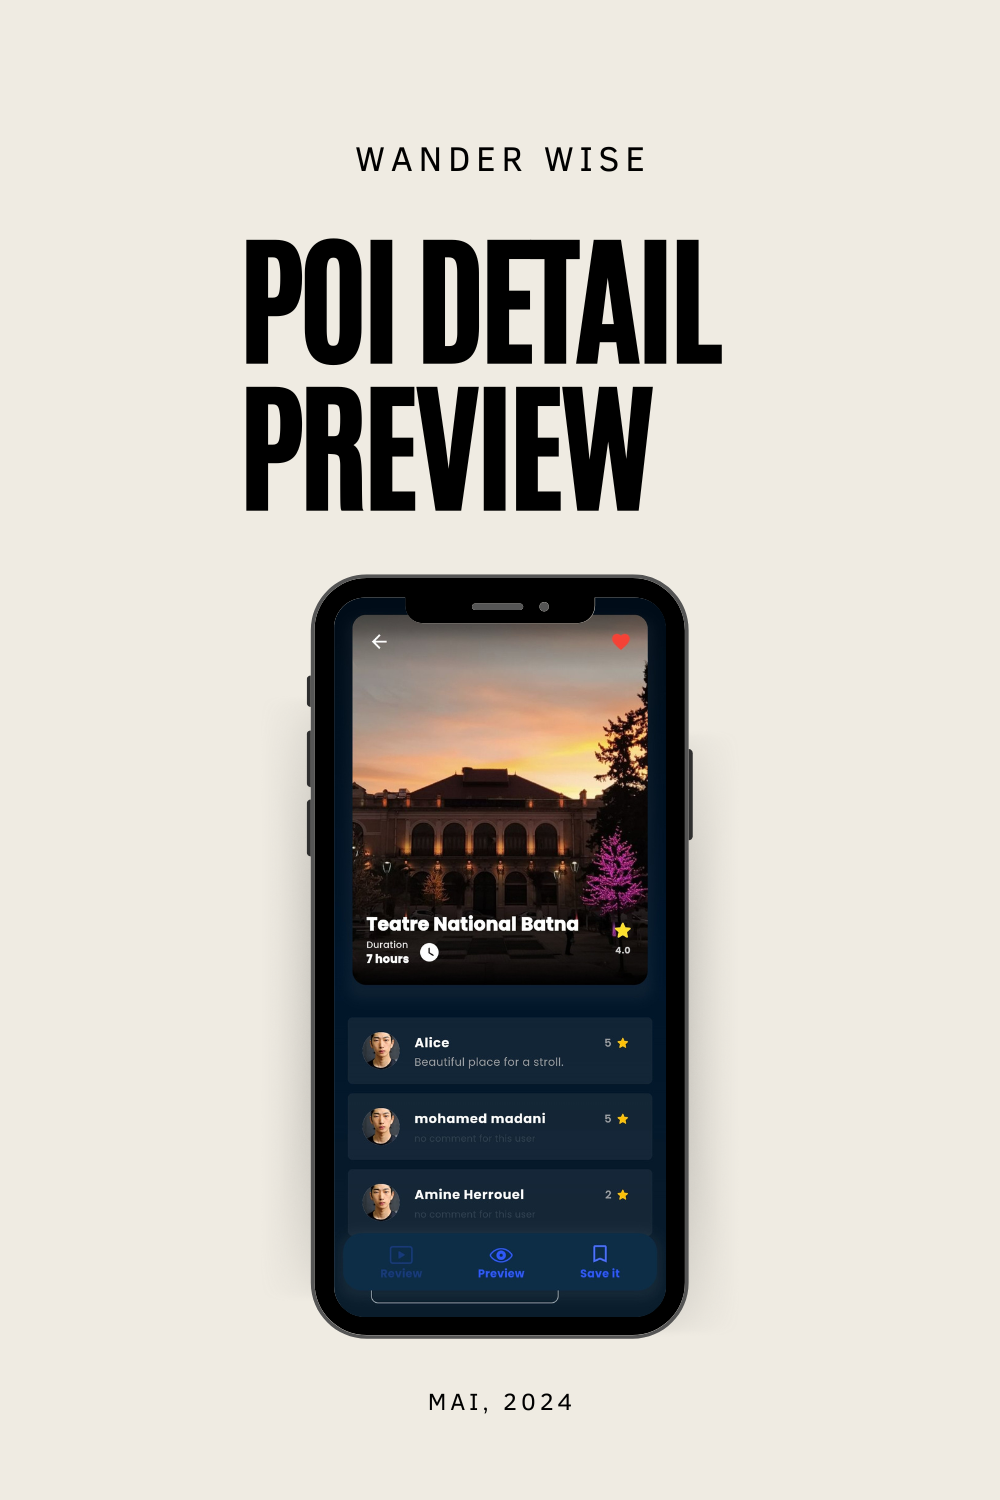 WANDER WISE
POI DETAIL
PREVIEW
Teatre National Batna
Duration
7 hours
4.0
Alice
5
Beautiful place for a stroll.
mohamed madani
5
no comment for this user
Amine Herrouel
2
no comment for this user
Review
Preview
Save it
MAI, 2024